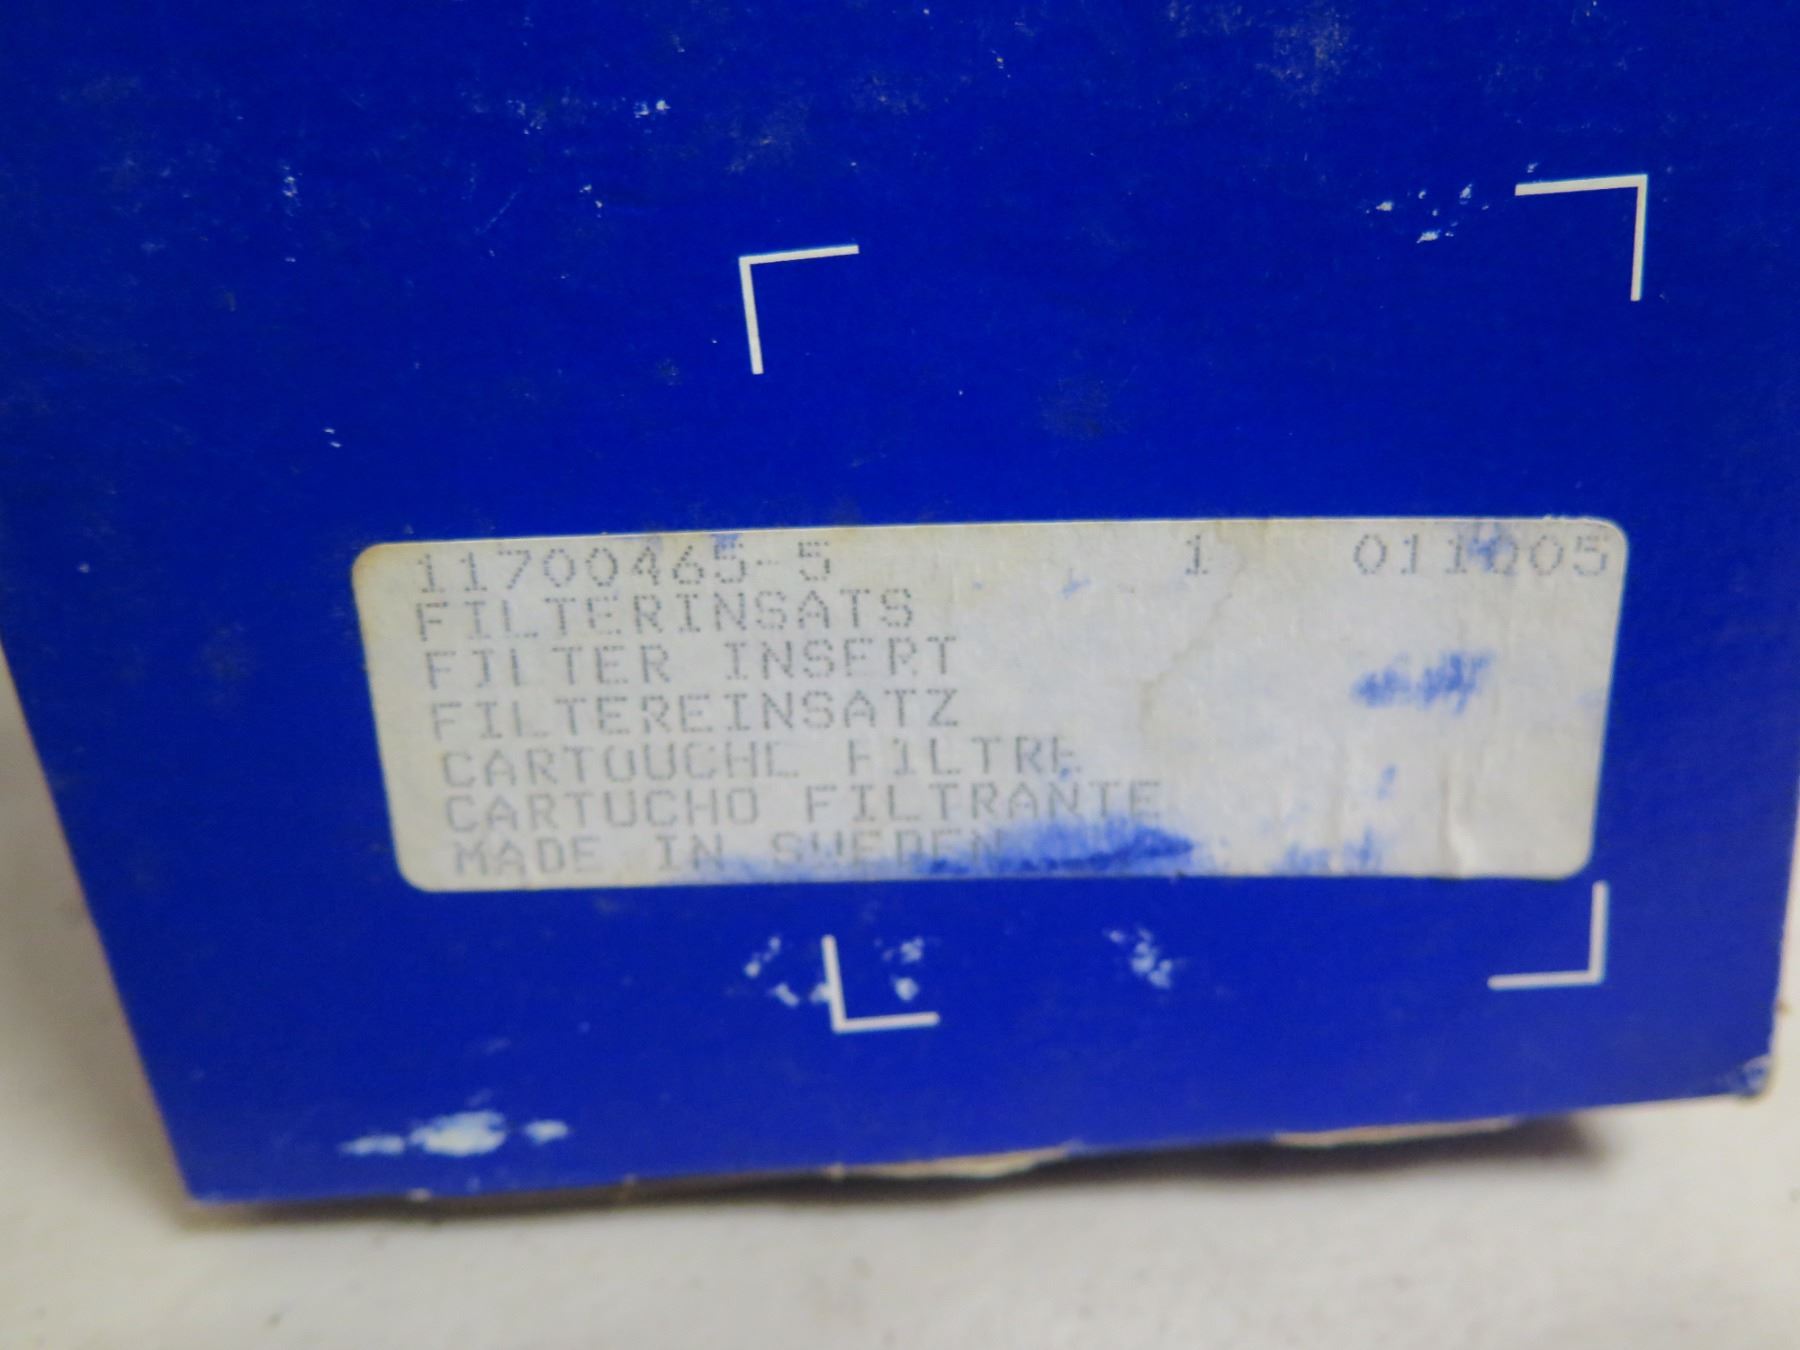 11700465-5 1 011005
FILTERINSATS
FILTER INSERT
FILTEREINSATZ
CARTOUCHE FILTRE
CARTUCHO FILTRANTE
MADE IN SWEDEN